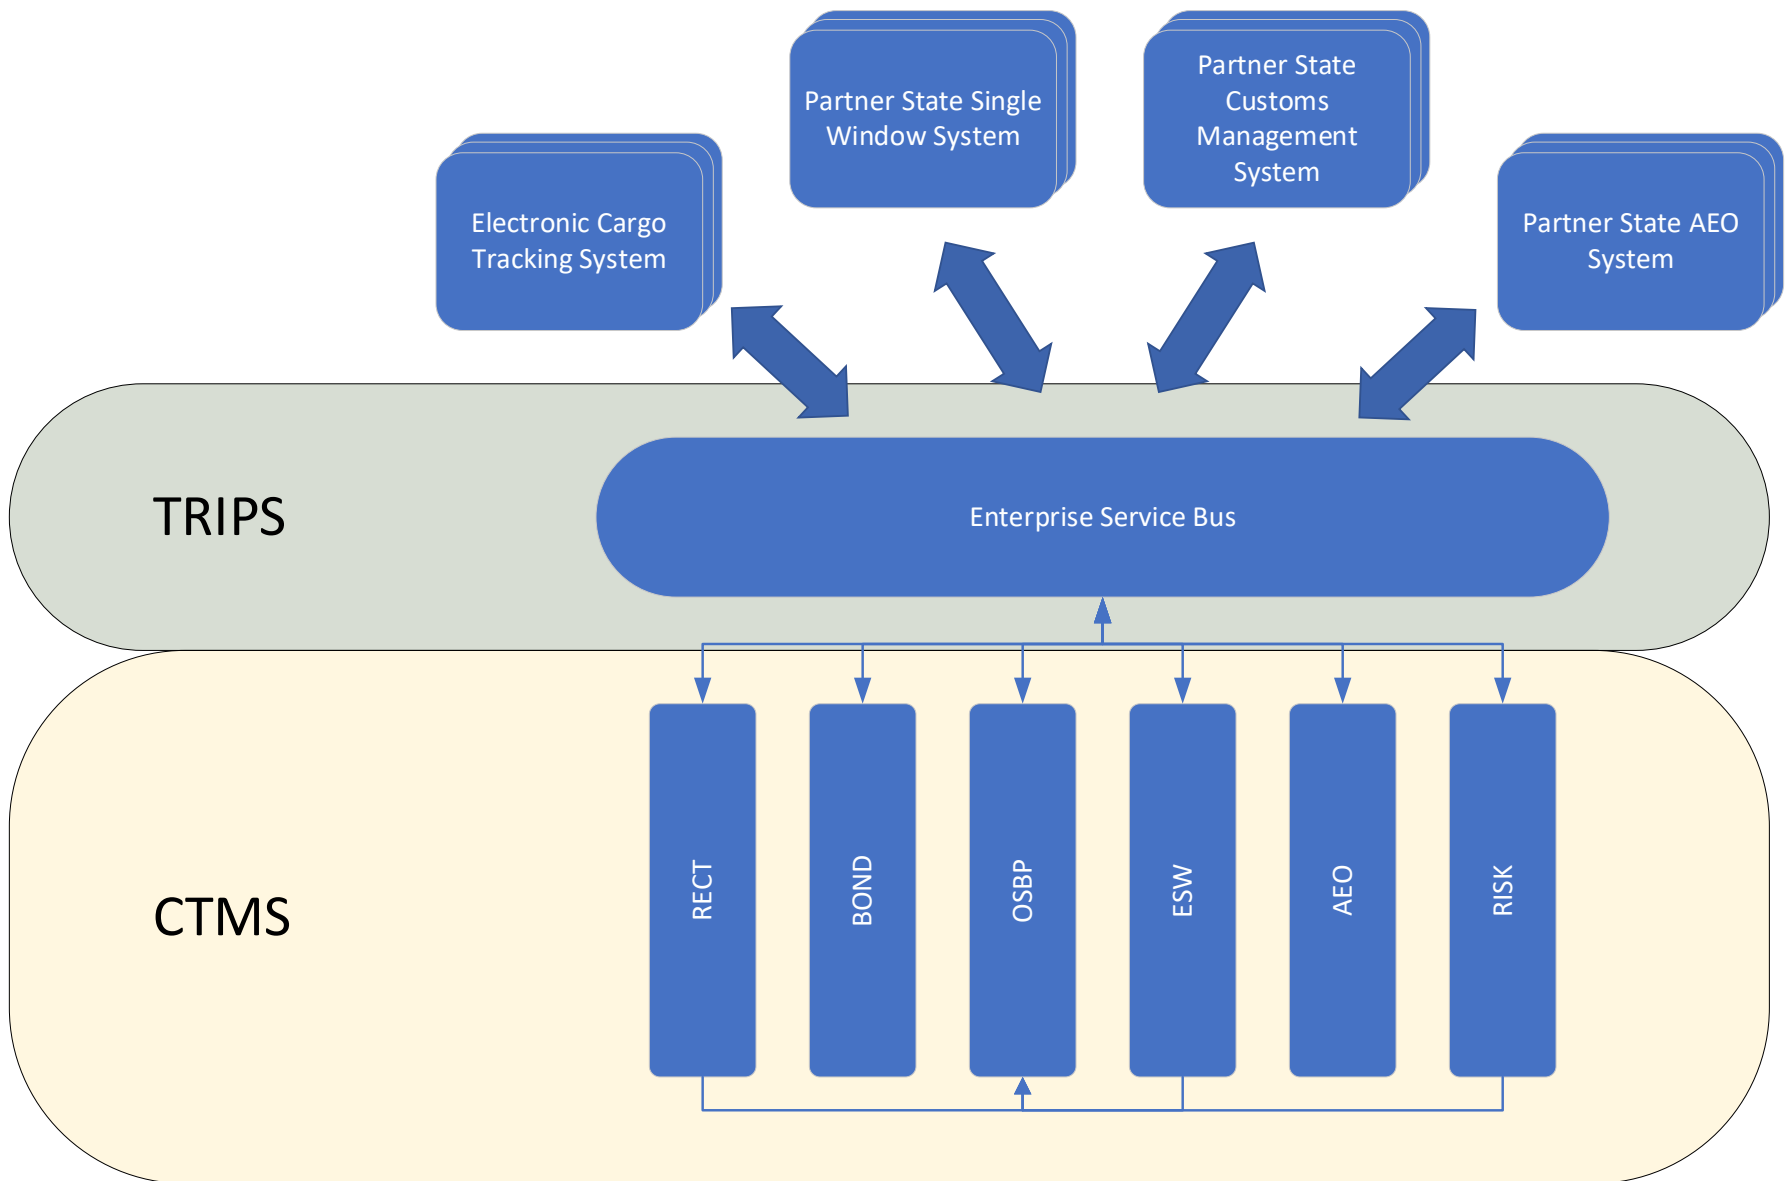 Partner State Single
Window System
Partner State
Customs
Management
System
Electronic Cargo
Tracking System
Partner State AEO
System
TRIPS
Enterprise Service Bus
CTMS
RECT
BOND
OSBP
ESW
AEO
RISK